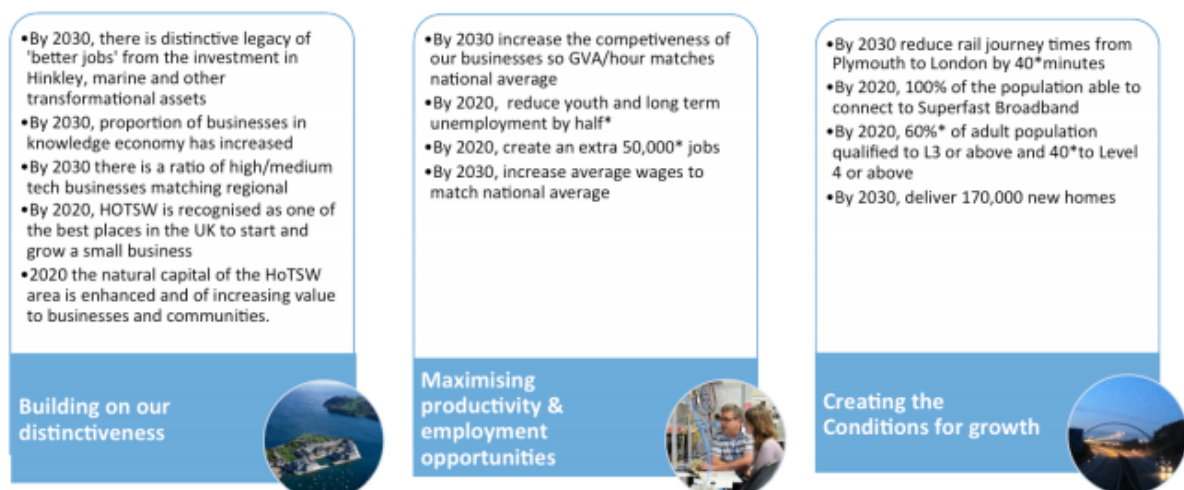 •By 2030, there is distinctive legacy of
'better jobs' from the investment in
Hinkley, marine and other
transformational assets
•By 2030, proportion of businesses in
knowledge economy has increased
•By 2030 there is a ratio of high/medium
tech businesses matching regional
•By 2020, HOTSW is recognised as one of
the best places in the UK to start and
grow a small business
•2020 the natural capital of the HoTSW
area is enhanced and of increasing value
to businesses and communities.
Building on our
distinctiveness
•By 2030 increase the competiveness of
our businesses so GVA/hour matches
national average
•By 2020,  reduce youth and long term
unemployment by half*
•By 2020, create an extra 50,000* jobs
•By 2030, increase average wages to
match national average
Maximising
productivity &
employment
opportunities
•By 2030 reduce rail journey times from
Plymouth to London by 40*minutes
•By 2020, 100% of the population able to
connect to Superfast Broadband
•By 2020, 60%* of adult population
qualified to L3 or above and 40*to Level
4 or above
•By 2030, deliver 170,000 new homes
Creating the
Conditions for growth